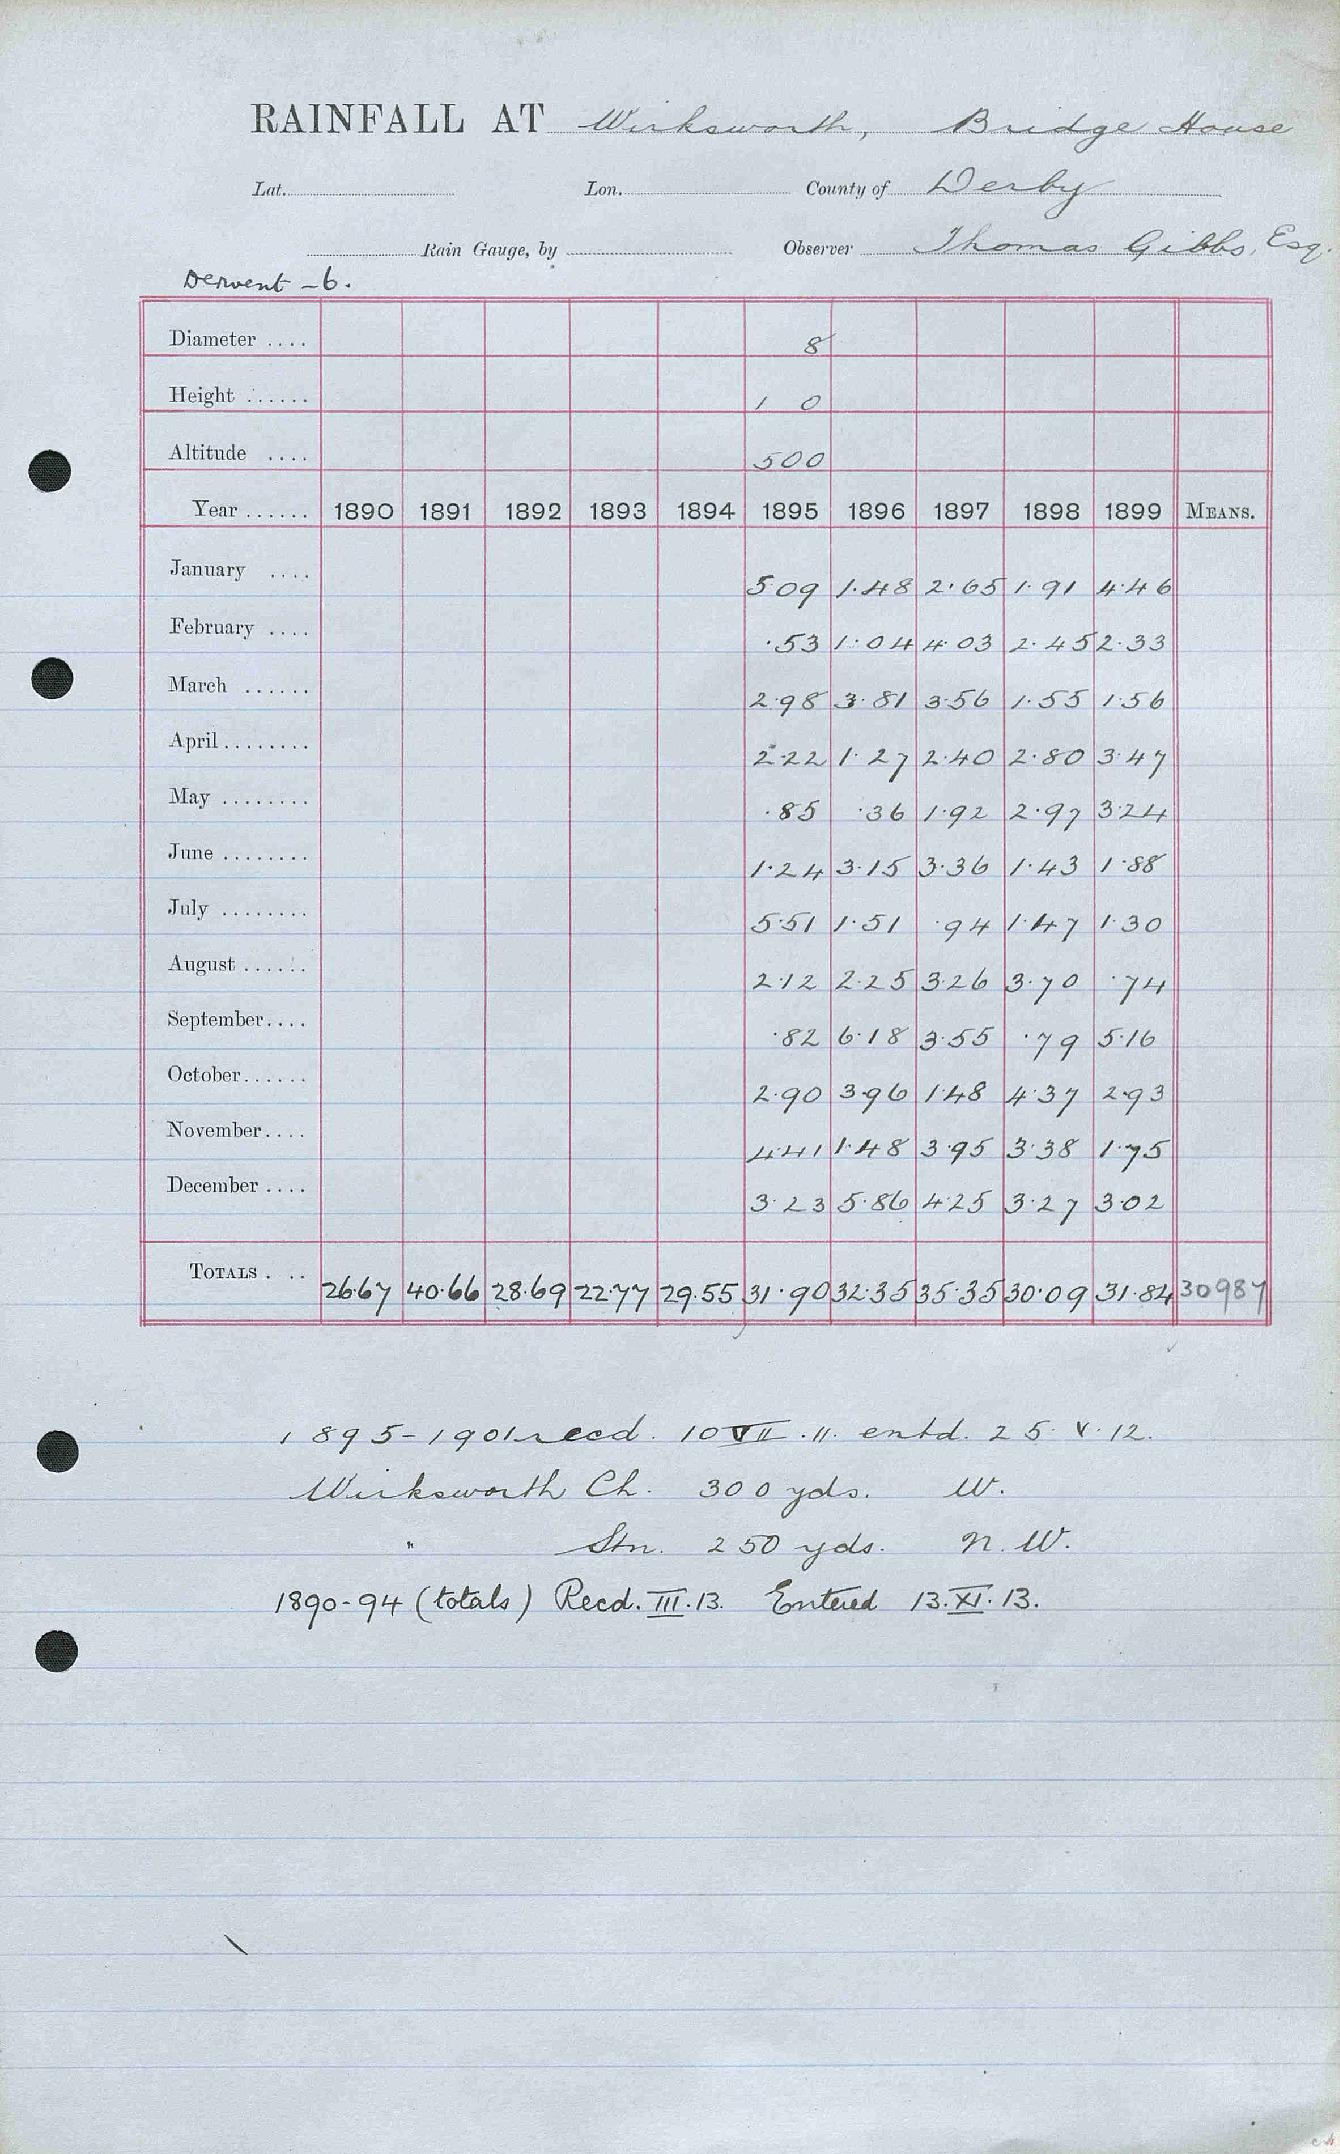 RAINFALL AT Wirksworth, Bridge House
Lat. Lon. County of Derby
Rain Gauge, by Observer Thomas Gibbs, Esq.
Derwent - 6.
Diameter .... 8
Height ...... 1 0
Altitude .... 500
Year ...... 1890 1891 1892 1893 1894 1895 1896 1897 1898 1899 MEANS.
January .... 5.09 1.48 2.65 1.91 4.46
February .... .53 1.04 4.03 2.45 2.33
March ...... 2.98 3.81 3.56 1.55 1.56
April ........ 2.22 1.27 2.40 2.80 3.47
May ........ .85 .36 1.92 2.97 3.24
June ........ 1.24 3.15 3.36 1.43 1.88
July ........ 5.51 1.51 .94 1.47 1.30
August ...... 2.12 2.25 3.26 3.70 .74
September.... .82 6.18 3.55 .79 5.16
October...... 2.90 3.96 1.48 4.37 2.93
November.... 4.41 1.48 3.95 3.38 1.75
December .... 3.23 5.86 4.25 3.27 3.02
TOTALS . .. 26.67 40.66 28.69 22.77 29.55 31.90 32.35 35.35 30.09 31.84 30987
1895-1901 recd. 10 VII .11. entd. 25. V. 12.
Wirksworth Ch. 300 yds. W.
" Stn. 250 yds. N.W.
1890-94 (totals) Recd. III.13. Entered 13.XI.13.